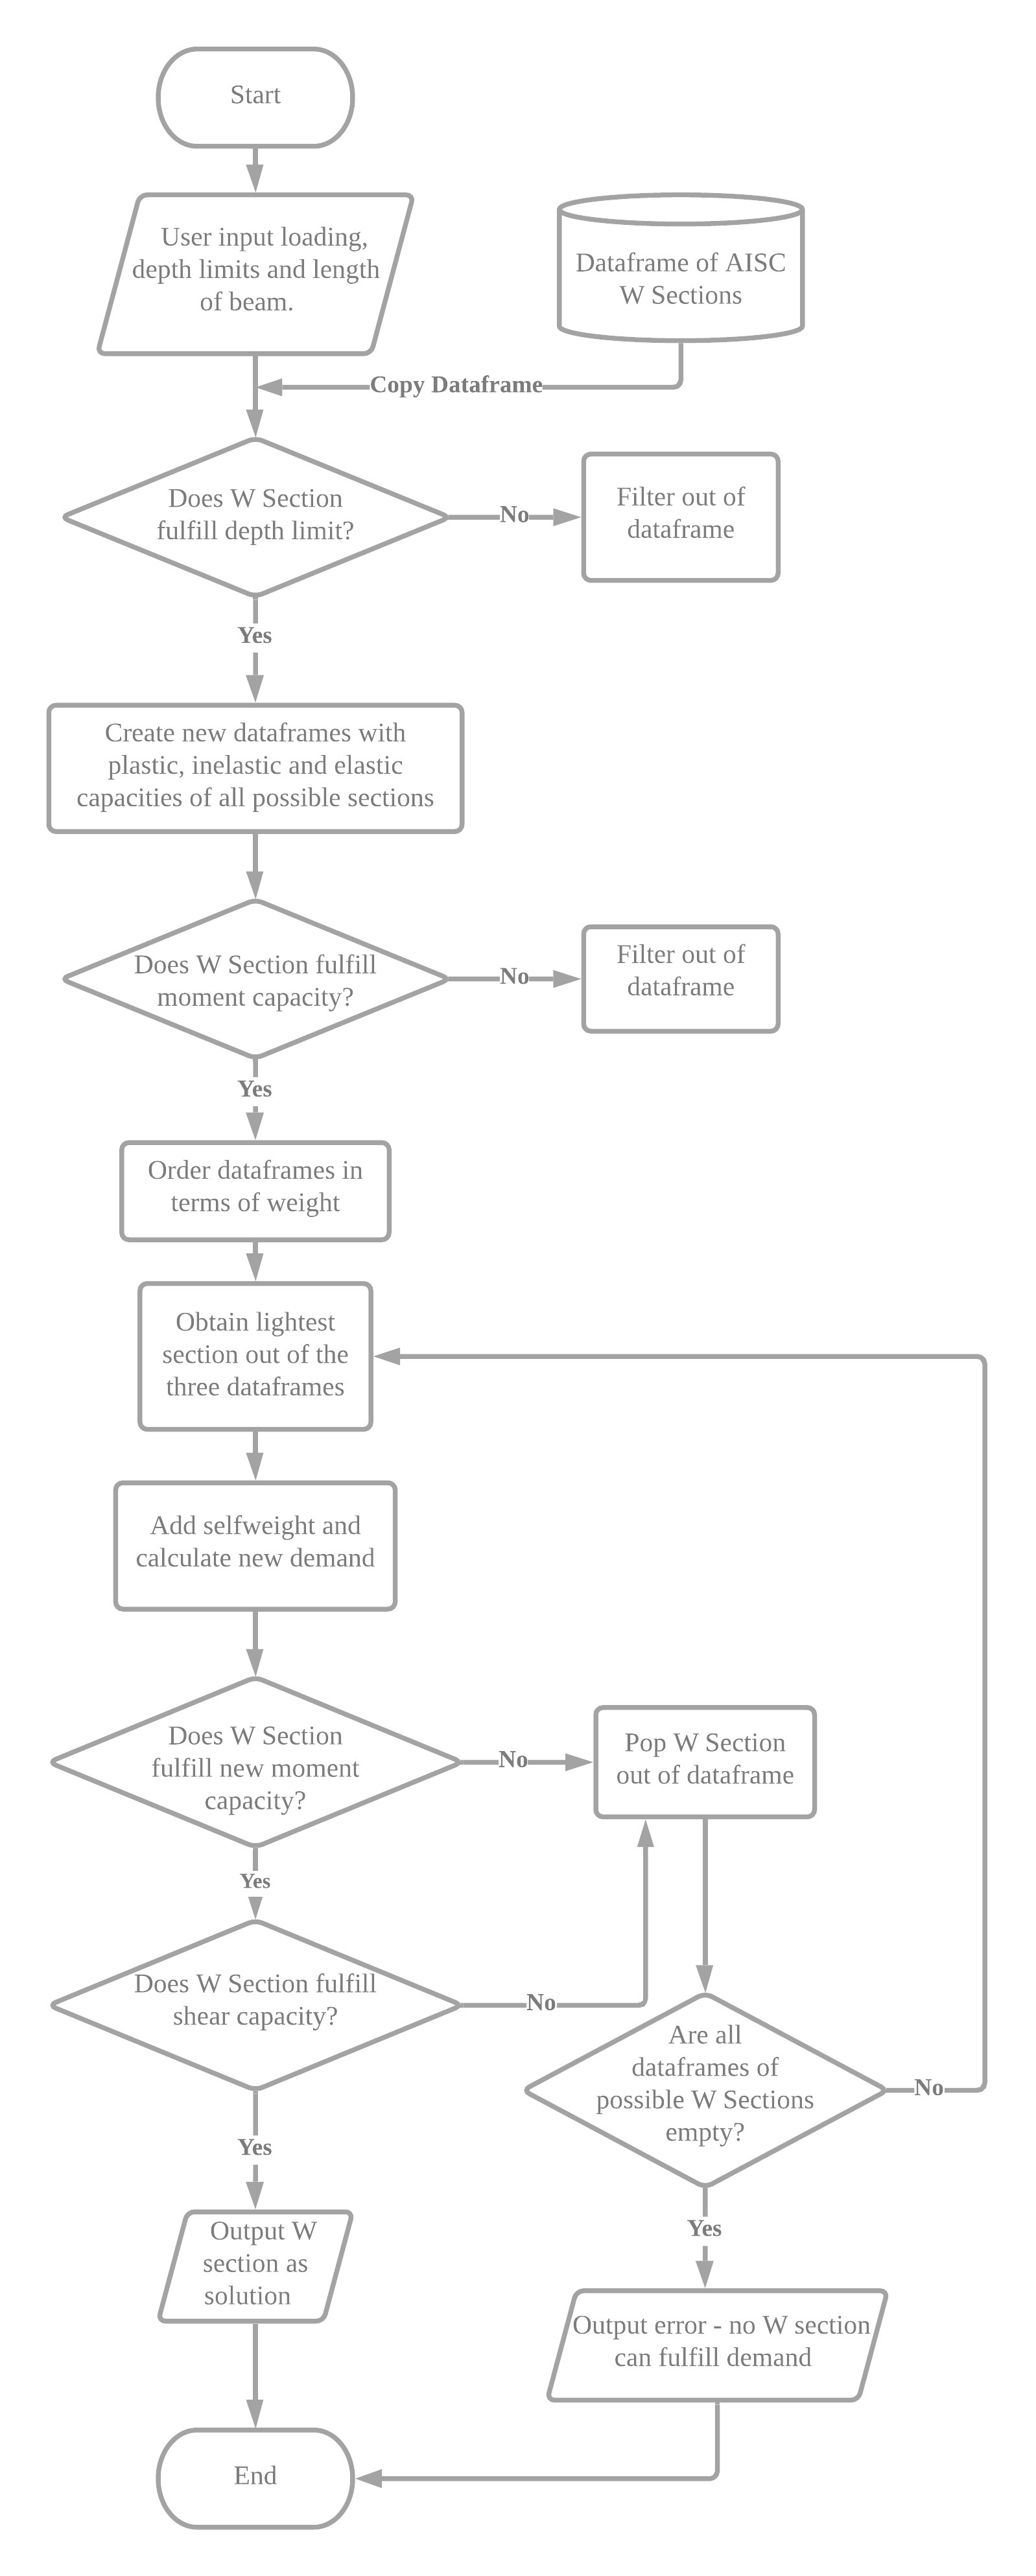 Start
User input loading,
depth limits and length
of beam.
Dataframe of AISC
W Sections
Copy Dataframe
Does W Section
fulfill depth limit?
No
Filter out of
dataframe
Yes
Create new dataframes with
plastic, inelastic and elastic
capacities of all possible sections
Does W Section fulfill
moment capacity?
No
Filter out of
dataframe
Yes
Order dataframes in
terms of weight
Obtain lightest
section out of the
three dataframes
Add selfweight and
calculate new demand
Does W Section
fulfill new moment
capacity?
No
Pop W Section
out of dataframe
Yes
Does W Section fulfill
shear capacity?
No
Are all
dataframes of
possible W Sections
empty?
No
Yes
Output W
section as
solution
Yes
Output error - no W section
can fulfill demand
End